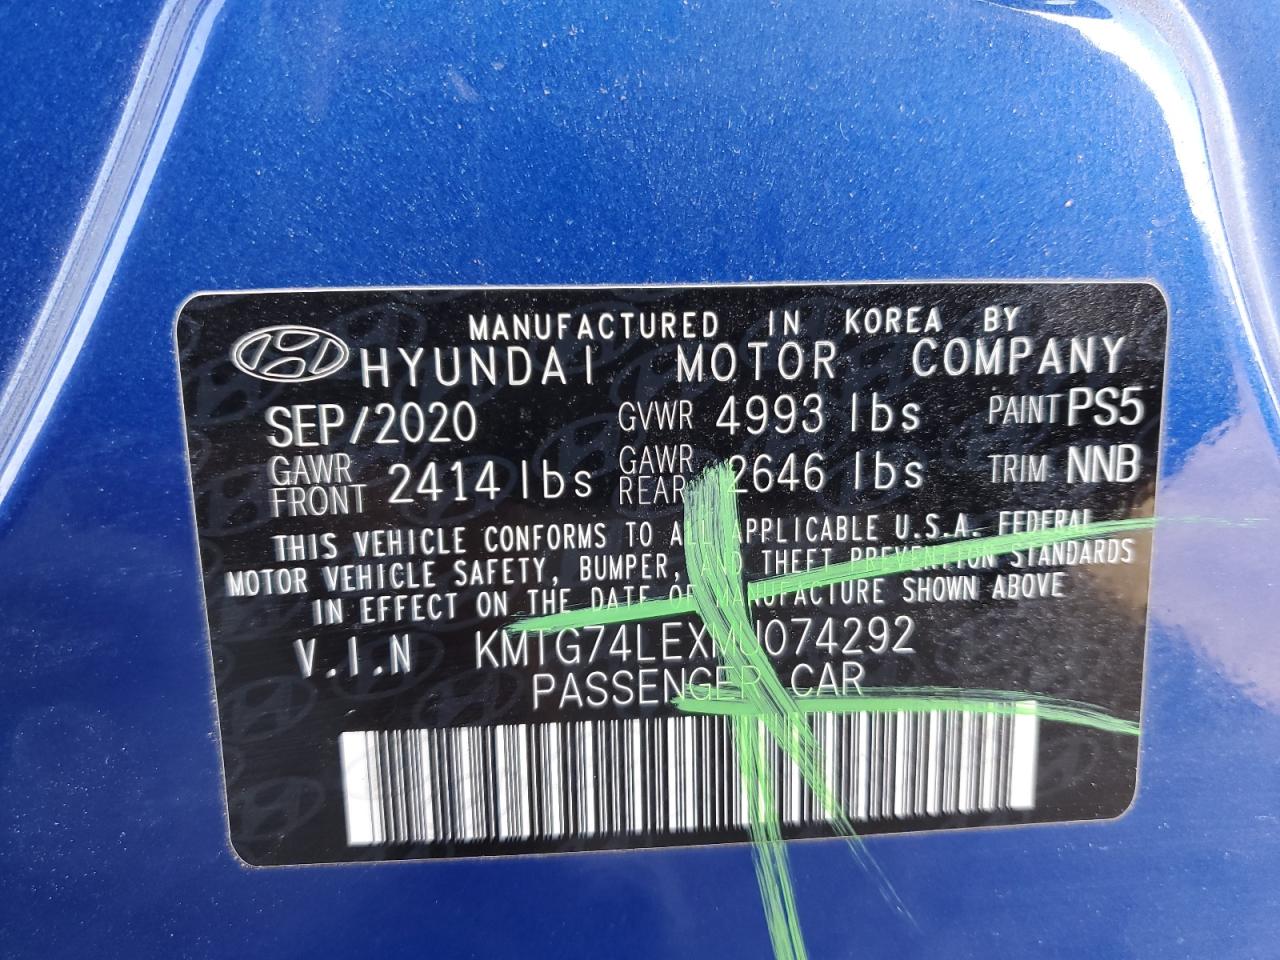 MANUFACTURED IN KOREA BY
HYUNDAI MOTOR COMPANY
SEP/2020 GVWR 4993 lbs PAINT PS5
GAWR FRONT 2414 lbs GAWR REAR 2646 lbs TRIM NNB
THIS VEHICLE CONFORMS TO ALL APPLICABLE U.S.A. FEDERAL
MOTOR VEHICLE SAFETY, BUMPER, AND THEFT PREVENTION STANDARDS
IN EFFECT ON THE DATE OF MANUFACTURE SHOWN ABOVE
V.I.N KMTG74LEXMU074292
PASSENGER CAR